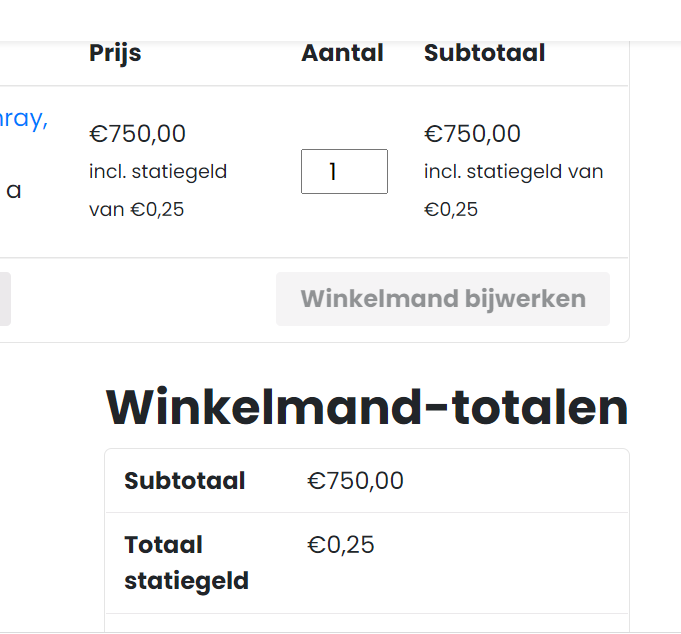 Prijs Aantal Subtotaal
€750,00 €750,00
incl. statiegeld 1 incl. statiegeld van
van €0,25 €0,25
a
Winkelmand bijwerken
Winkelmand-totalen
Subtotaal €750,00
Totaal €0,25
statiegeld